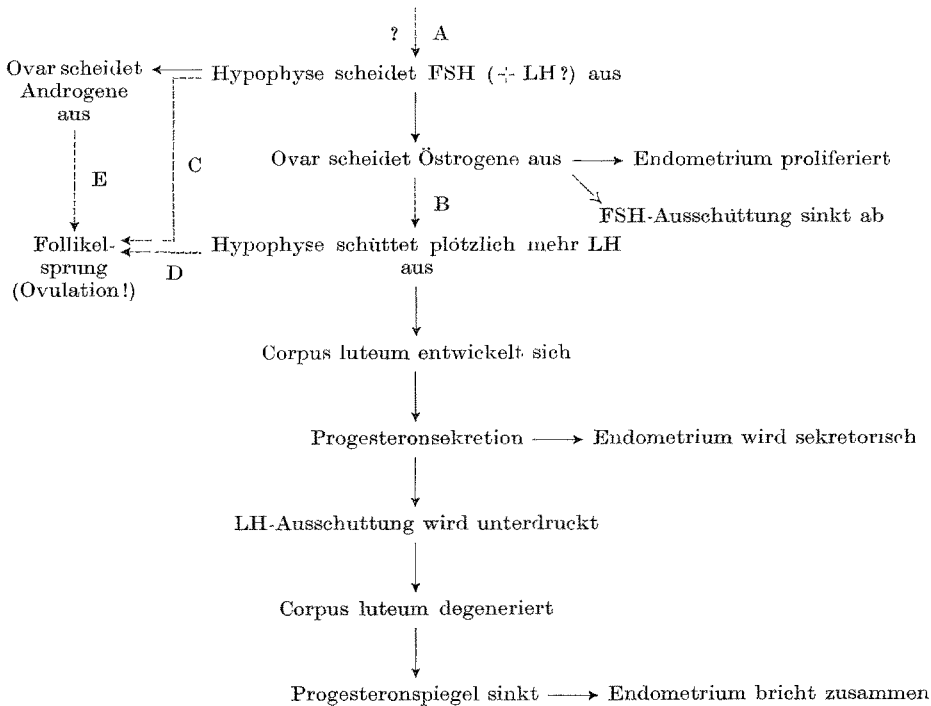 ? A
Ovar scheidet
Androgene
aus
Hypophyse scheidet FSH (+ LH?) aus
C
E
Ovar scheidet Östrogene aus
Endometrium proliferiert
B
FSH-Ausschüttung sinkt ab
Follikel-
sprung
(Ovulation!)
D
Hypophyse schüttet plötzlich mehr LH
aus
Corpus luteum entwickelt sich
Progesteronsekretion
Endometrium wird sekretorisch
LH-Ausschuttung wird unterdruckt
Corpus luteum degeneriert
Progesteronspiegel sinkt
Endometrium bricht zusammen